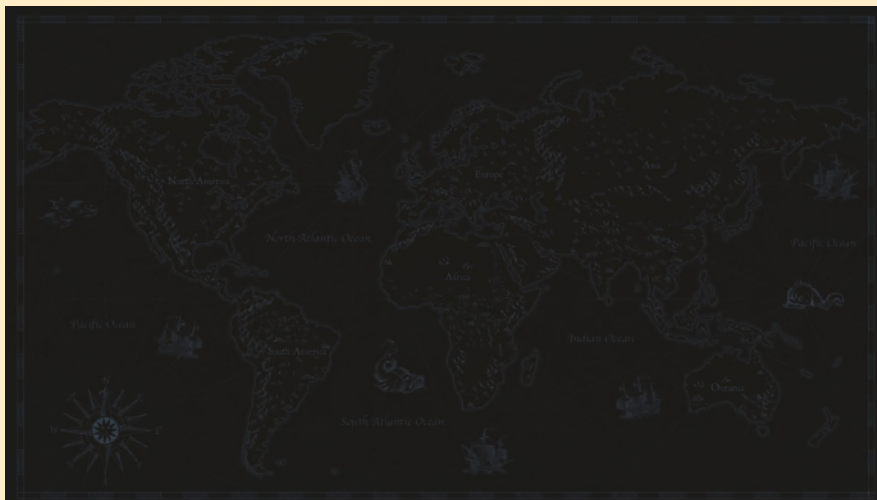 North America
Europe
Asia
North Atlantic Ocean
Pacific Ocean
Africa
Pacific Ocean
Indian Ocean
South America
Oceania
South Atlantic Ocean
N
W
E